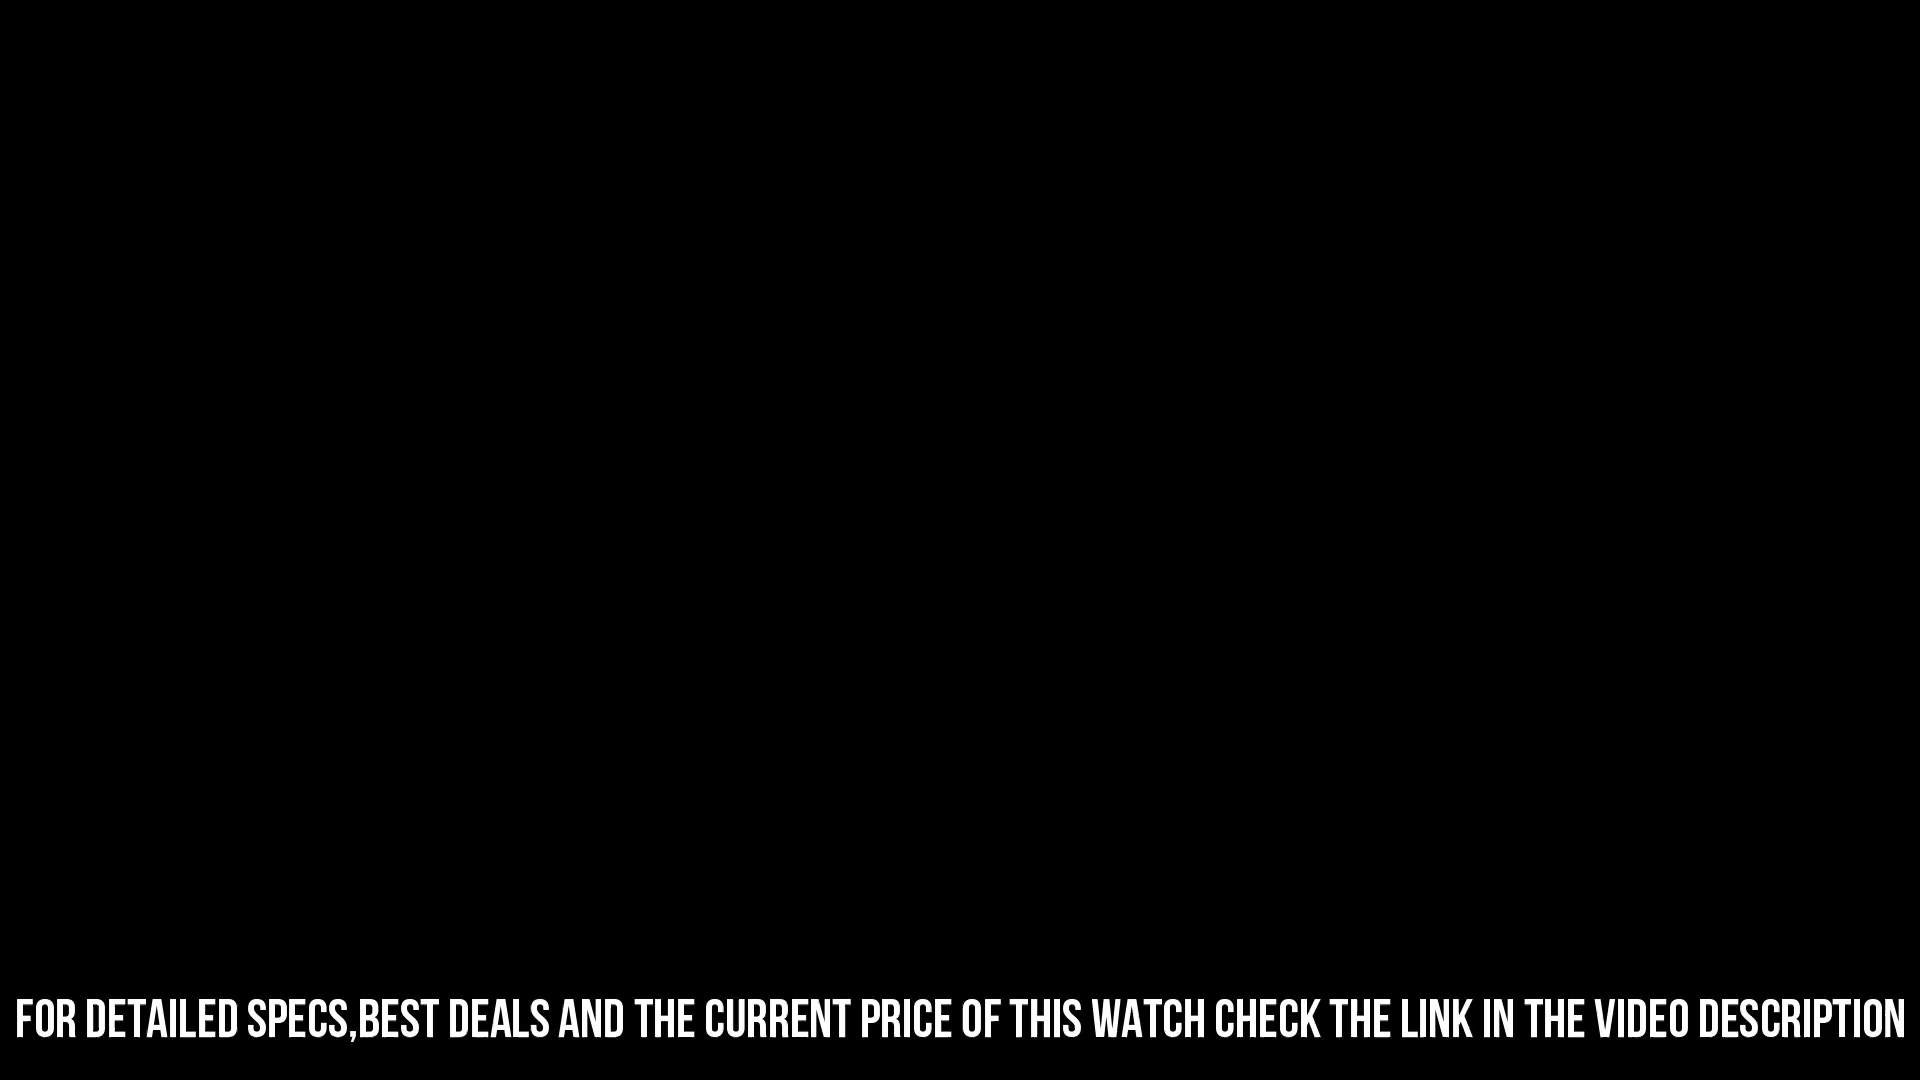 FOR DETAILED SPECS,BEST DEALS AND THE CURRENT PRICE OF THIS WATCH CHECK THE LINK IN THE VIDEO DESCRIPTION